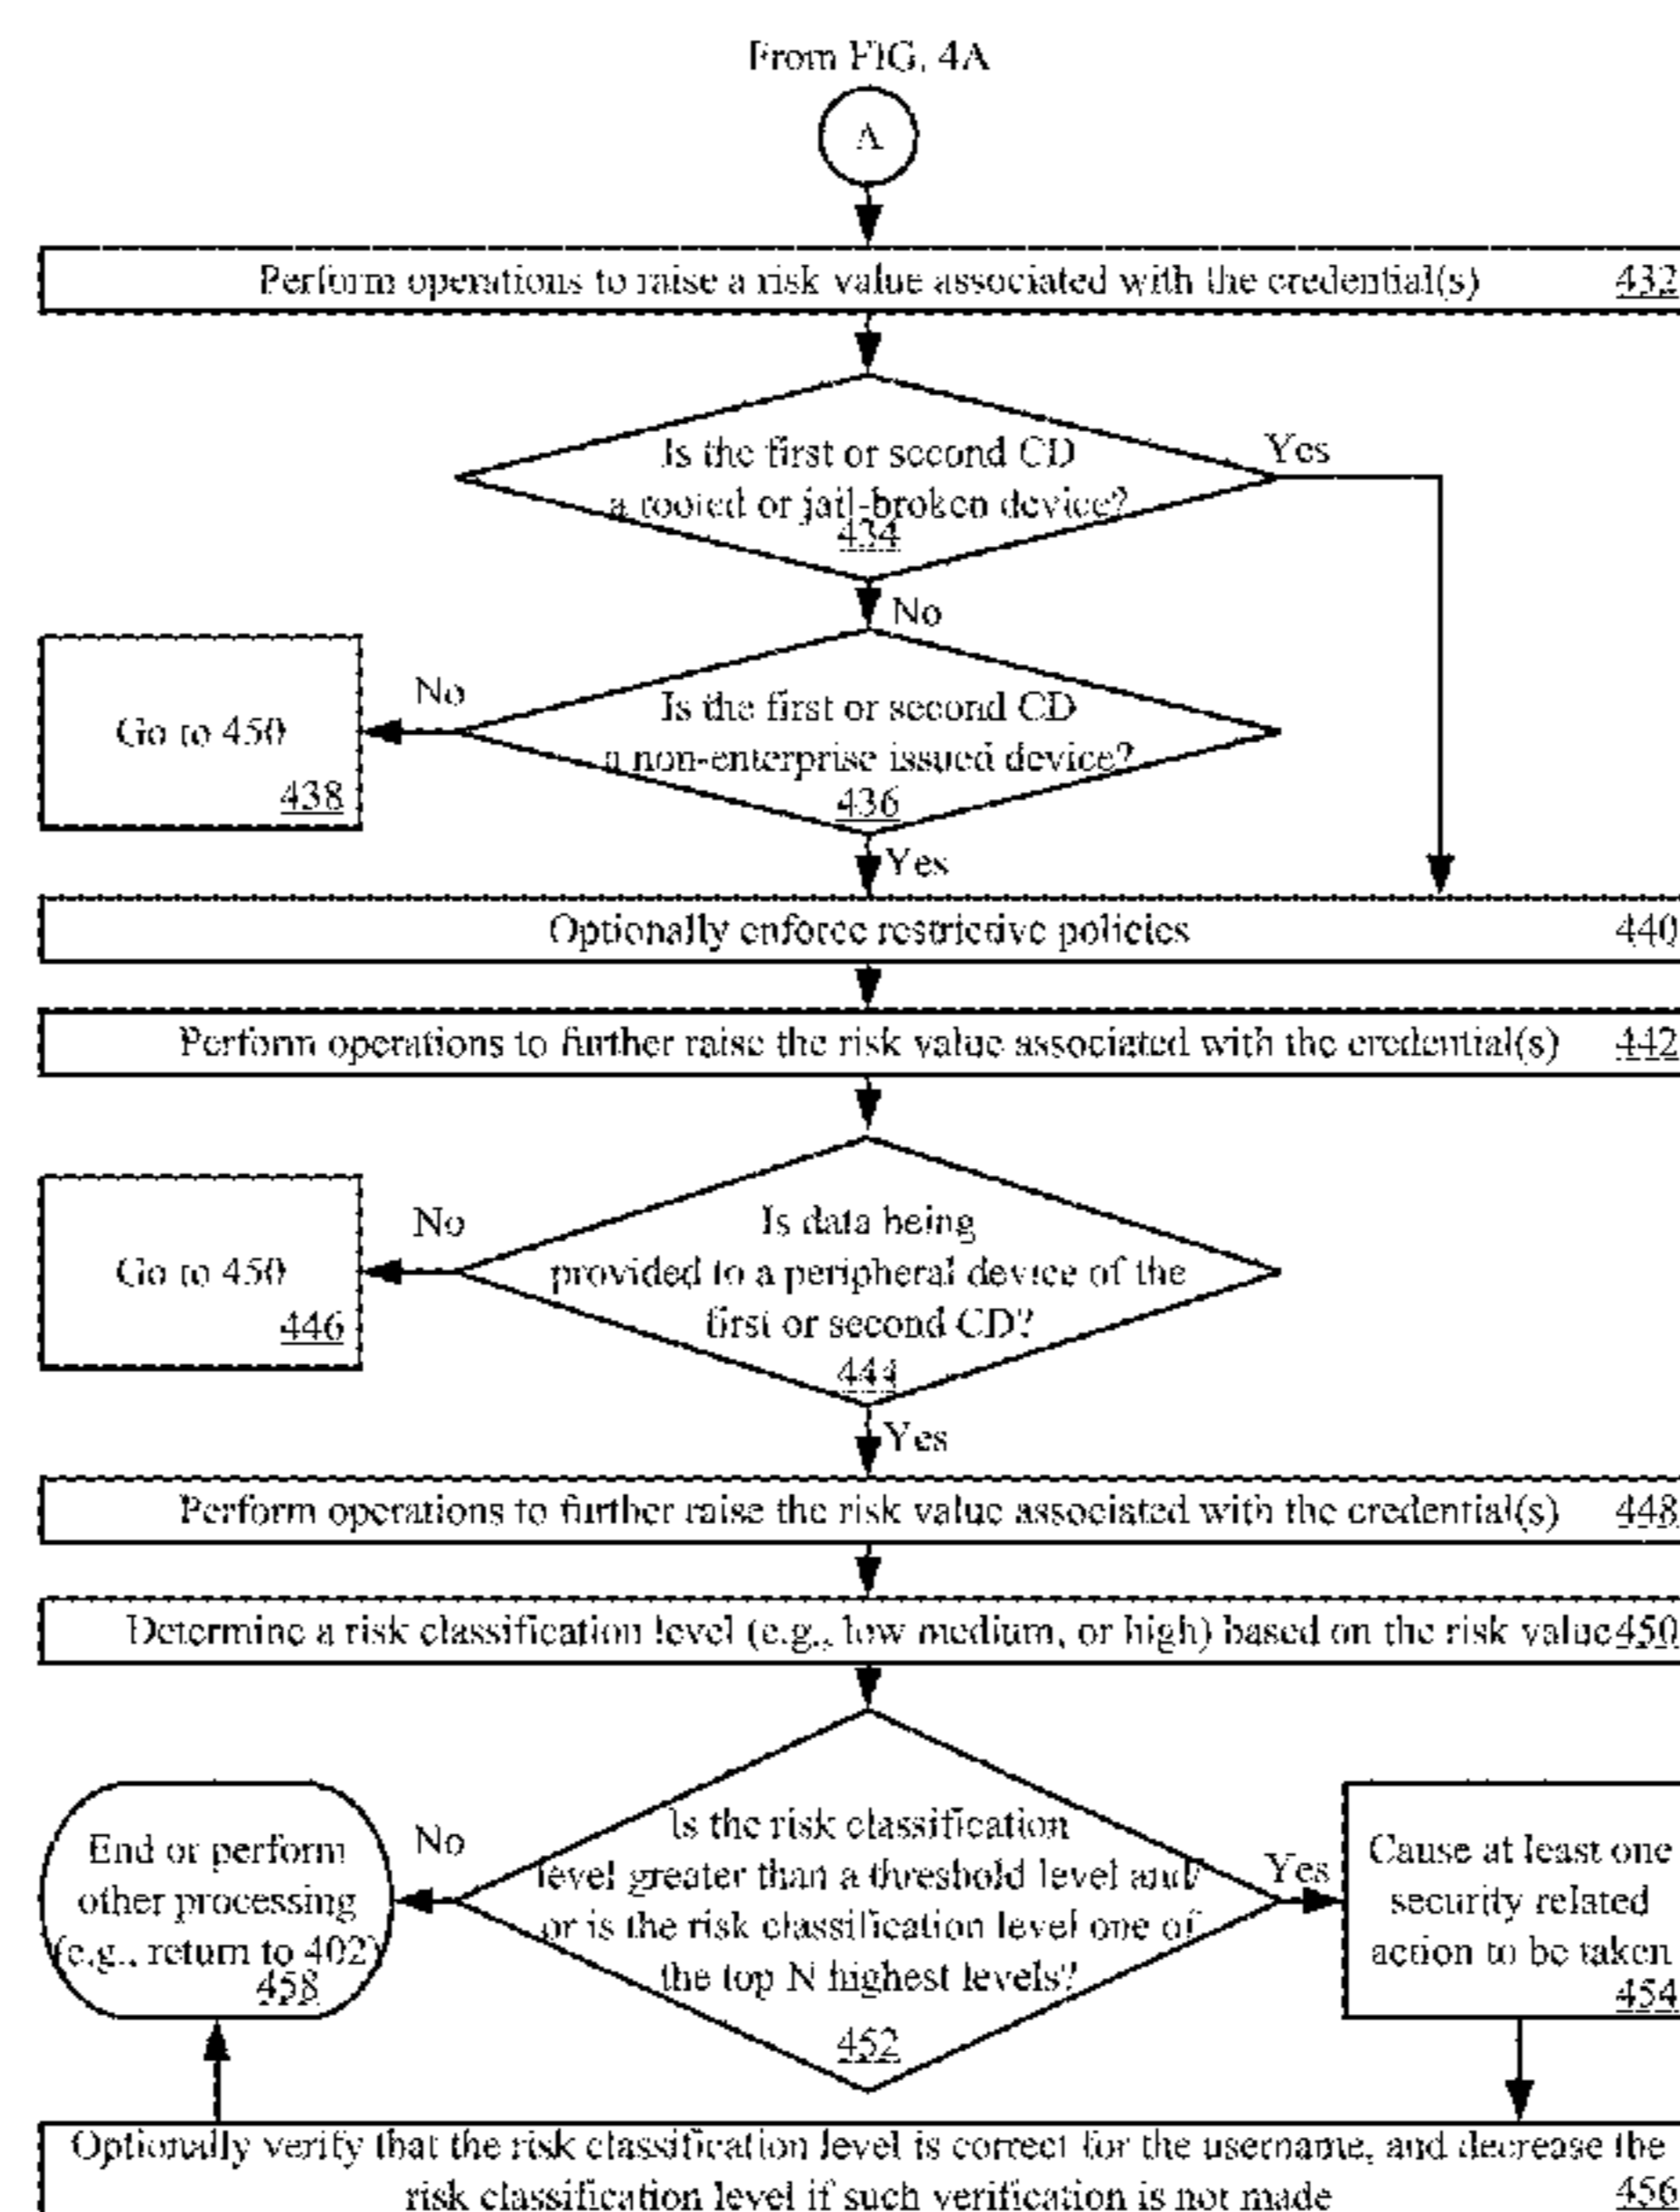 From FIG. 4A
A
Perform operations to raise a risk value associated with the credential(s) 432
Is the first or second CD
a rooted or jail-broken device?
434
Yes
No
Is the first or second CD
a non-enterprise issued device?
436
No
Go to 450
438
Yes
Optionally enforce restrictive policies 440
Perform operations to further raise the risk value associated with the credential(s) 442
Is data being
provided to a peripheral device of the
first or second CD?
444
No
Go to 450
446
Yes
Perform operations to further raise the risk value associated with the credential(s) 448
Determine a risk classification level (e.g., low medium, or high) based on the risk value 450
Is the risk classification
level greater than a threshold level and/
or is the risk classification level one of
the top N highest levels?
452
No
End or perform
other processing
(e.g., return to 402)
458
Yes
Cause at least one
security related
action to be taken
454
Optionally verify that the risk classification level is correct for the username, and decrease the
risk classification level if such verification is not made 456